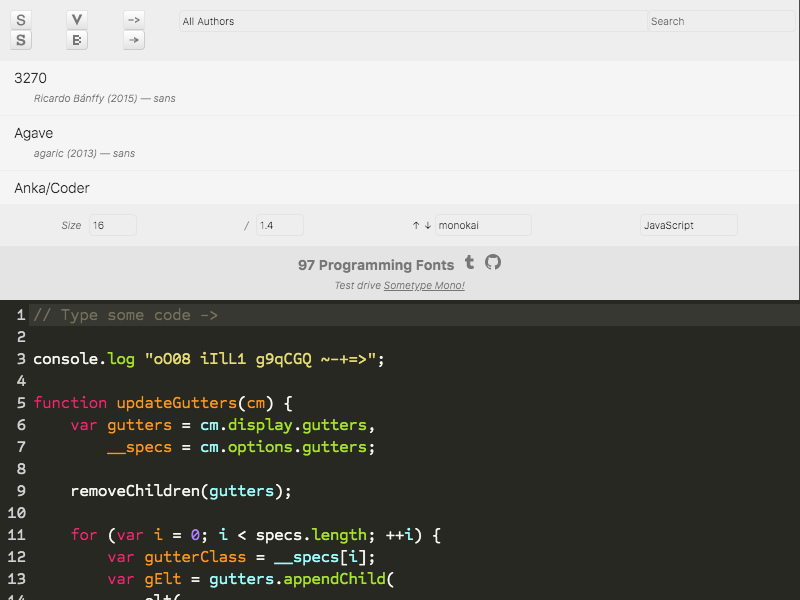 S V ->
All Authors Search
S B →
3270
Ricardo Bánffy (2015) — sans
Agave
agaric (2013) — sans
Anka/Coder
Size 16 / 1.4 ↑ ↓ monokai JavaScript
97 Programming Fonts t
Test drive Sometype Mono!
1 // Type some code ->
2
3 console.log "oO08 iIlL1 g9qCGQ ~-+=>";
4
5 function updateGutters(cm) {
6 var gutters = cm.display.gutters,
7 __specs = cm.options.gutters;
8
9 removeChildren(gutters);
10
11 for (var i = 0; i < specs.length; ++i) {
12 var gutterClass = __specs[i];
13 var gElt = gutters.appendChild(
14 elt(